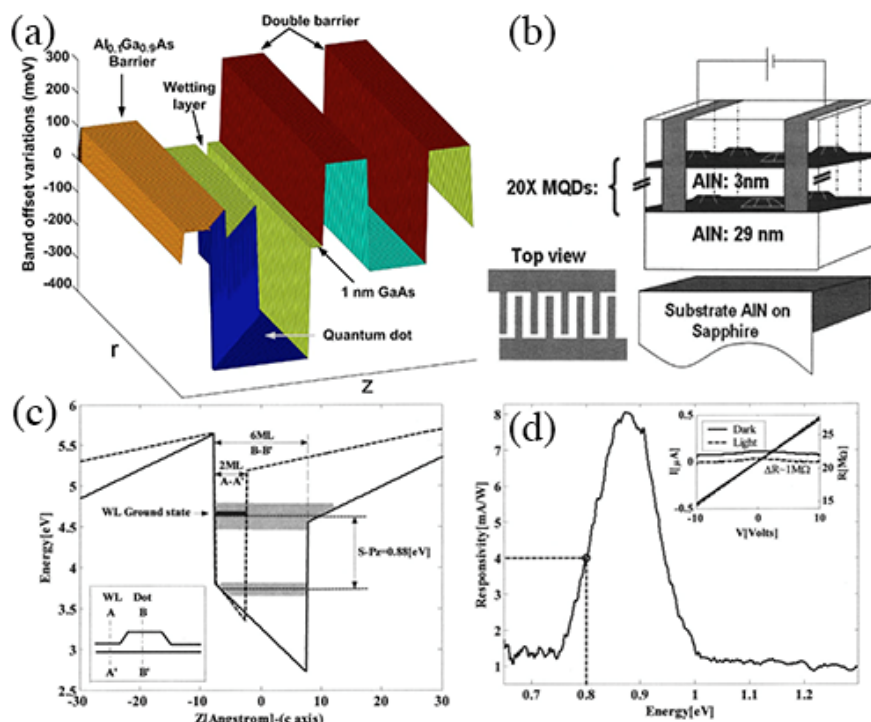 (a)
Al0.1Ga0.9As
Barrier
Double barrier
Wetting
layer
Band offset variations (meV)
300
200
100
0
-100
-200
-300
-400
1 nm GaAs
Quantum dot
r
z
(b)
20X MQDs:
AlN: 3nm
AlN: 29 nm
Top view
Substrate AlN on
Sapphire
(c)
Energy[eV]
6
5.5
5
4.5
4
3.5
3
2.5
6ML
B-B'
2ML
A-A'
WL Ground state
S-Pz=0.88[eV]
WL Dot
A B
A' B'
-30 -20 -10 0 10 20 30
Z[Angstrom]-(c axis)
(d)
Responsivity[mA/W]
8
7
6
5
4
3
2
1
0.7 0.8 0.9 1 1.1 1.2
Energy[eV]
Dark
Light
ΔR~1MΩ
I[μA]
0.5
0
-0.5
R[MΩ]
25
20
15
-10 0 10
V[Volts]